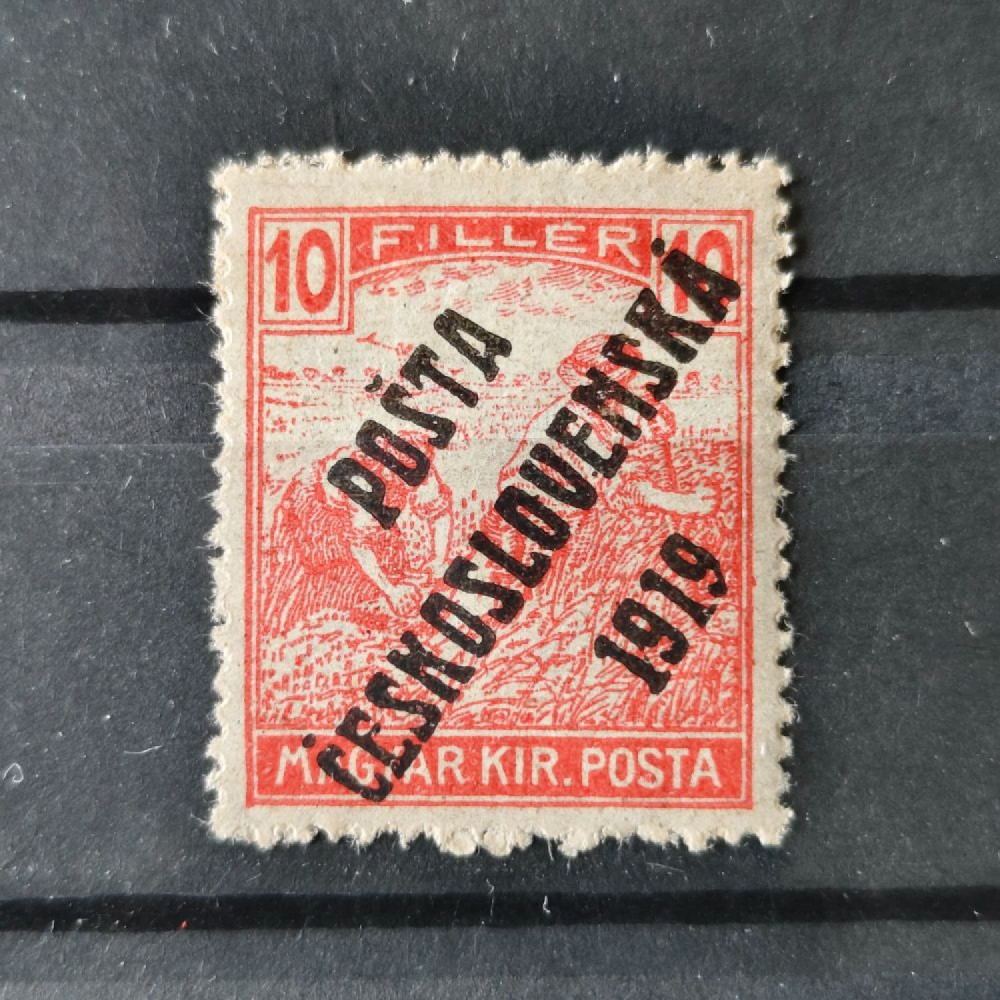 10 FILLÉR 10
POŠTA
ČESKOSLOVENSKÁ
1919
MAGYAR KIR. POSTA